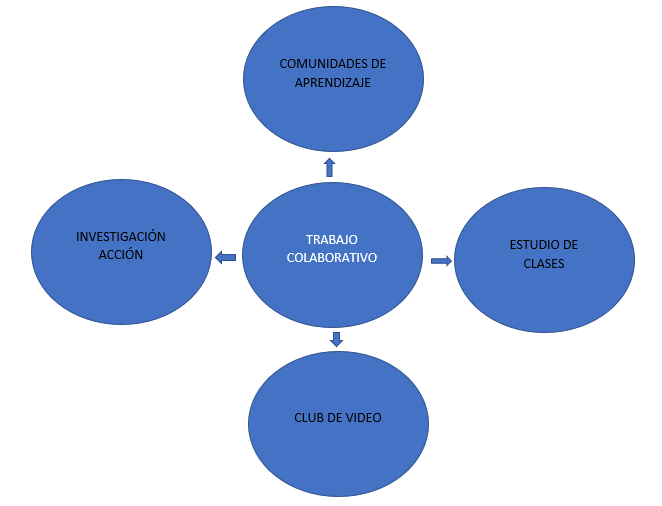 COMUNIDADES DE
APRENDIZAJE
INVESTIGACIÓN
ACCIÓN
TRABAJO
COLABORATIVO
ESTUDIO DE
CLASES
CLUB DE VIDEO